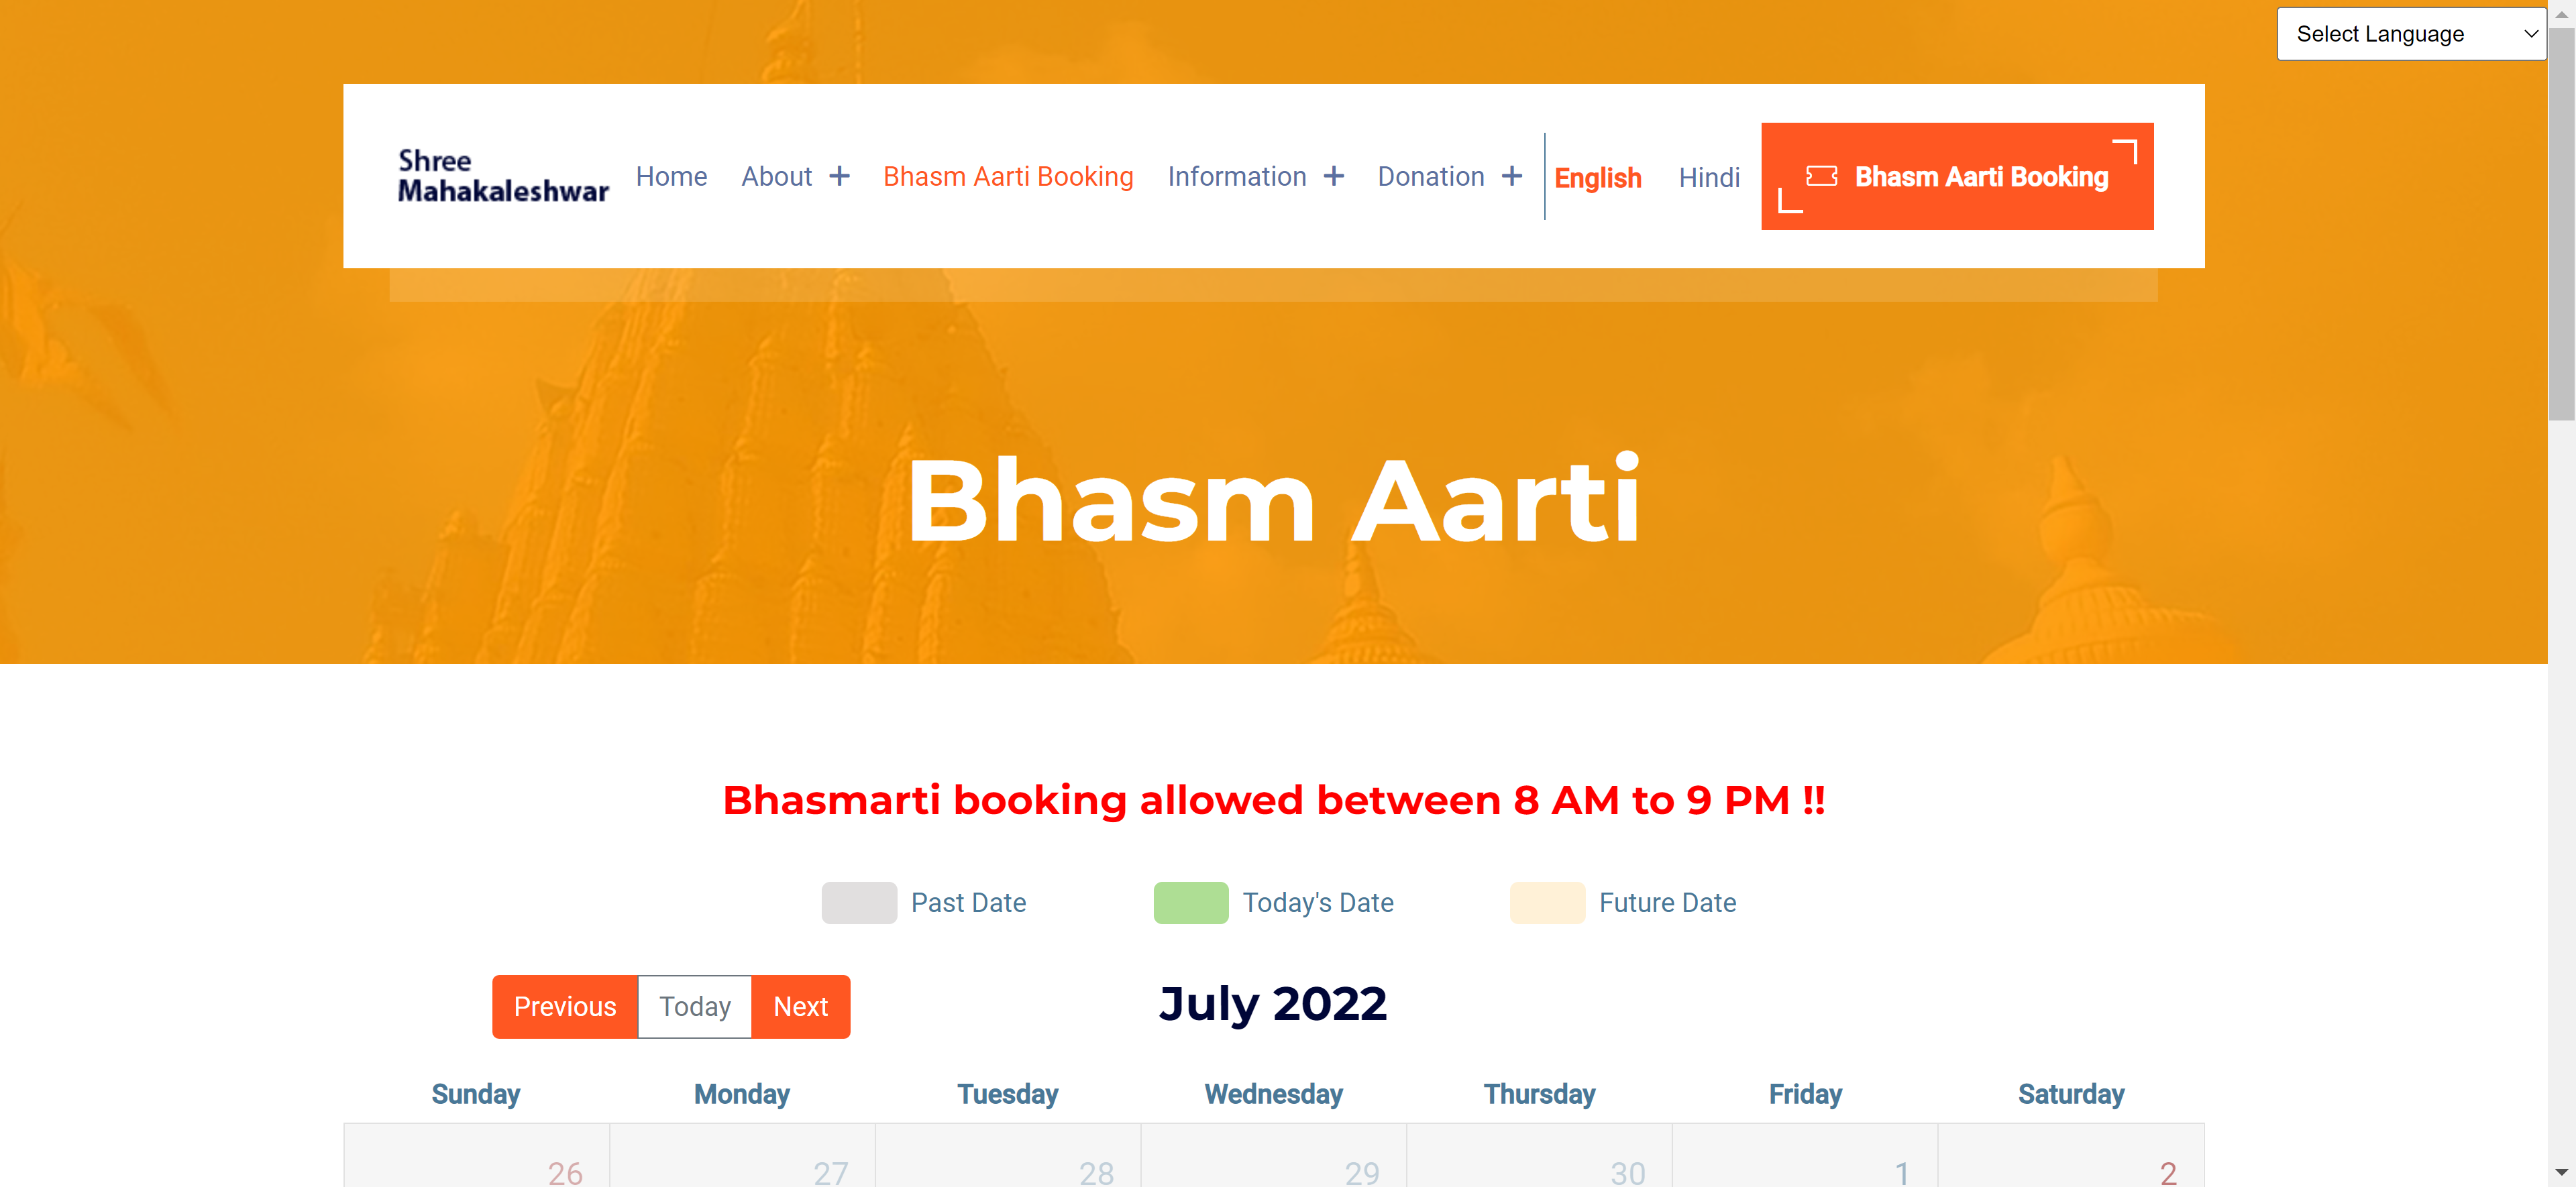 Select Language
Shree
Mahakaleshwar
Home About + Bhasm Aarti Booking Information + Donation + English Hindi Bhasm Aarti Booking
Bhasm Aarti
Bhasmarti booking allowed between 8 AM to 9 PM !!
Past Date Today's Date Future Date
Previous Today Next July 2022
Sunday Monday Tuesday Wednesday Thursday Friday Saturday
26 27 28 29 30 1 2